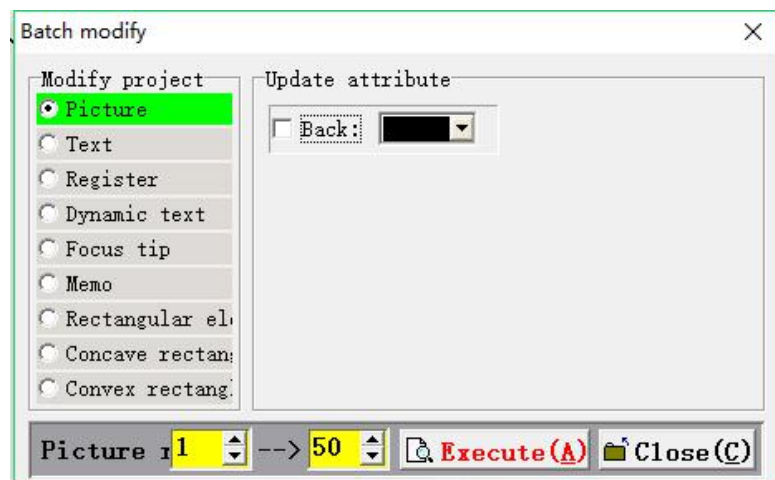 Batch modify
Modify project
Update attribute
Picture
Back:
Text
Register
Dynamic text
Focus tip
Memo
Rectangular el
Concave rectan
Convex rectang
Picture 1 --> 50 Execute(A) Close(C)